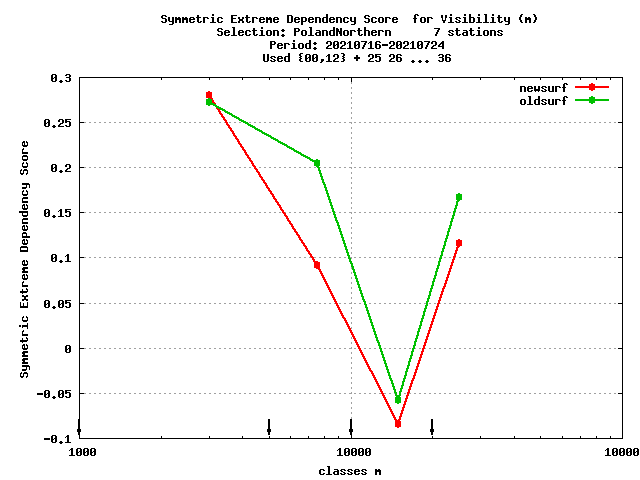 Symmetric Extreme Dependency Score  for Visibility (m)
Selection: PolandNorthern      7 stations
Period: 20210716-20210724
Used {00,12} + 25 26 ... 36
newsurf
oldsurf
0.3
0.25
0.2
0.15
0.1
0.05
0
-0.05
-0.1
Symmetric Extreme Dependency Score
1000
10000
10000
classes m